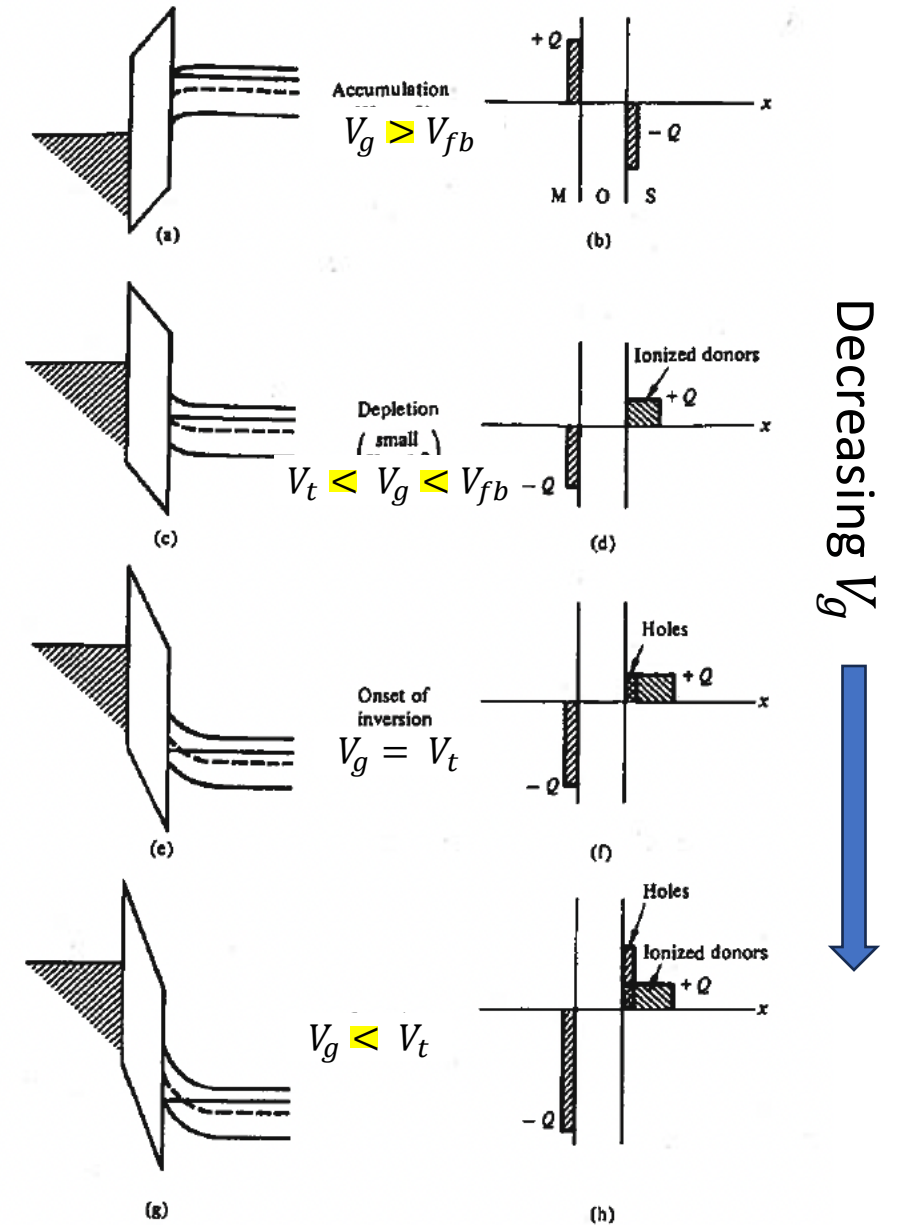 + Q
Accumulation
V_g > V_fb
x
− Q
M O S
(a)
(b)
Ionized donors
+ Q
Depletion
( small )
x
V_t < V_g < V_fb
− Q
(c)
(d)
Decreasing V_g
Holes
+ Q
Onset of
inversion
x
V_g = V_t
− Q
(e)
(f)
Holes
Ionized donors
+ Q
x
V_g < V_t
− Q
(g)
(h)